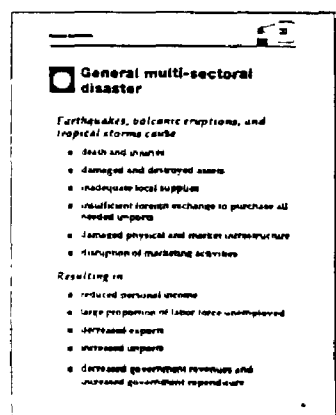 General multi-sectoral
disaster
Earthquakes, volcanic eruptions, and
tropical storms cause
death and injuries
damaged and destroyed assets
inadequate local supplies
insufficient foreign exchange to purchase all
needed imports
damaged physical and market infrastructure
disruption of marketing activities
Resulting in
reduced personal income
large proportion of labor force unemployed
decreased exports
increased imports
decreased government revenues and
increased government expenditure